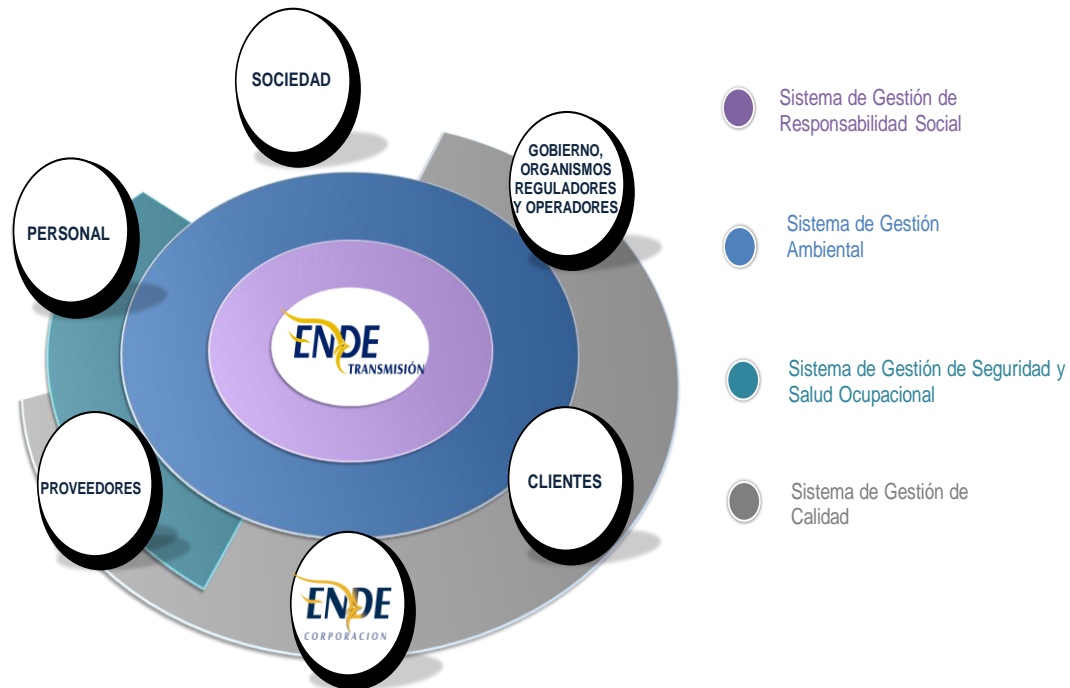 SOCIEDAD
GOBIERNO,
ORGANISMOS
REGULADORES
Y OPERADORES
PERSONAL
ENDE
TRANSMISIÓN
PROVEEDORES
CLIENTES
ENDE
CORPORACION
Sistema de Gestión de
Responsabilidad Social
Sistema de Gestión
Ambiental
Sistema de Gestión de Seguridad y
Salud Ocupacional
Sistema de Gestión de
Calidad